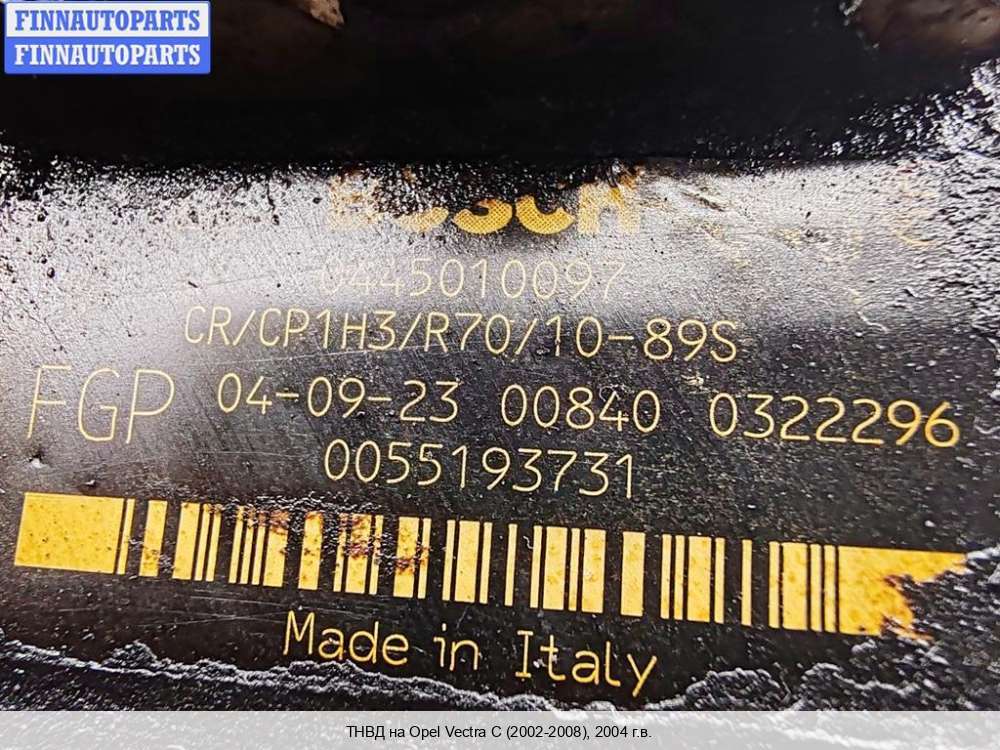 FINNAUTOPARTS
FINNAUTOPARTS
BOSCH
0445010097
CR/CP1H3/R70/10-89S
FGP 04-09-23 00840 0322296
0055193731
Made in Italy
ТНВД на Opel Vectra C (2002-2008), 2004 г.в.